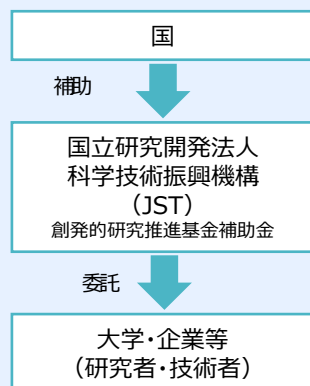 国
補助
国立研究開発法人
科学技術振興機構
（JST）
創発的研究推進基金補助金
委託
大学・企業等
（研究者・技術者）